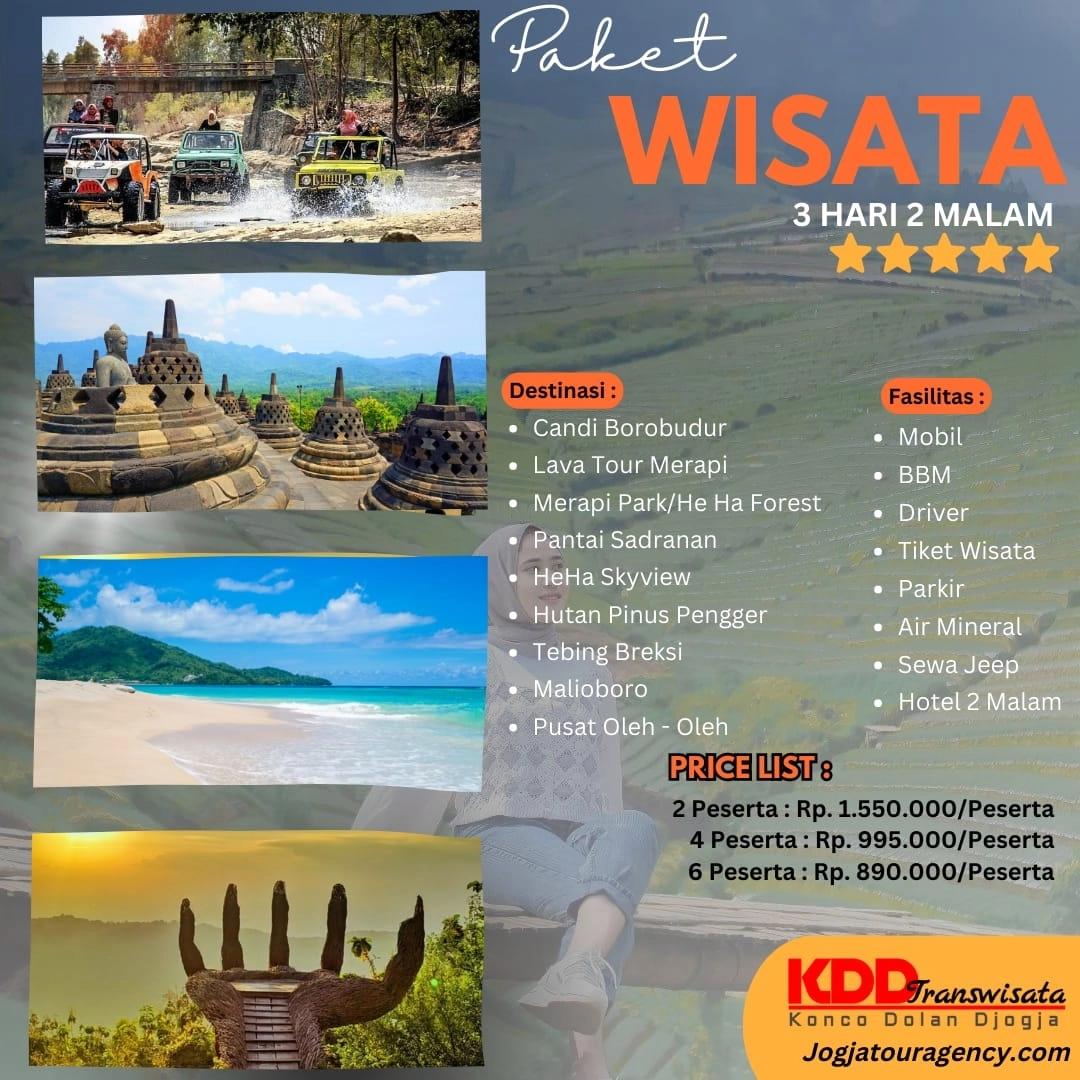 Paket
WISATA
3 HARI 2 MALAM
Destinasi :
Candi Borobudur
Lava Tour Merapi
Merapi Park/He Ha Forest
Pantai Sadranan
HeHa Skyview
Hutan Pinus Pengger
Tebing Breksi
Malioboro
Pusat Oleh - Oleh
Fasilitas :
Mobil
BBM
Driver
Tiket Wisata
Parkir
Air Mineral
Sewa Jeep
Hotel 2 Malam
PRICE LIST :
2 Peserta : Rp. 1.550.000/Peserta
4 Peserta : Rp. 995.000/Peserta
6 Peserta : Rp. 890.000/Peserta
KDD Transwisata
Konco Dolan Djogja
Jogjatouragency.com